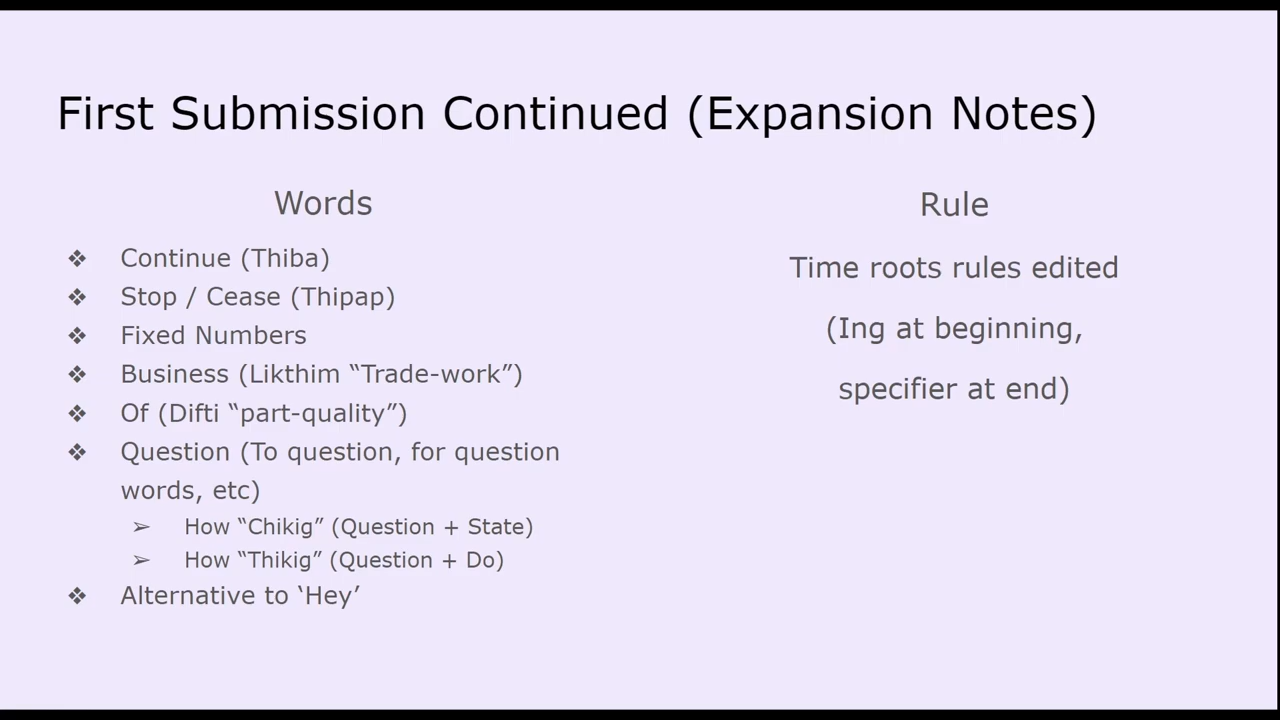 First Submission Continued (Expansion Notes)
Words
❖ Continue (Thiba)
❖ Stop / Cease (Thipap)
❖ Fixed Numbers
❖ Business (Likthim “Trade-work”)
❖ Of (Difti “part-quality”)
❖ Question (To question, for question
words, etc)
➢ How “Chikig” (Question + State)
➢ How “Thikig” (Question + Do)
❖ Alternative to ‘Hey’
Rule
Time roots rules edited
(Ing at beginning,
specifier at end)